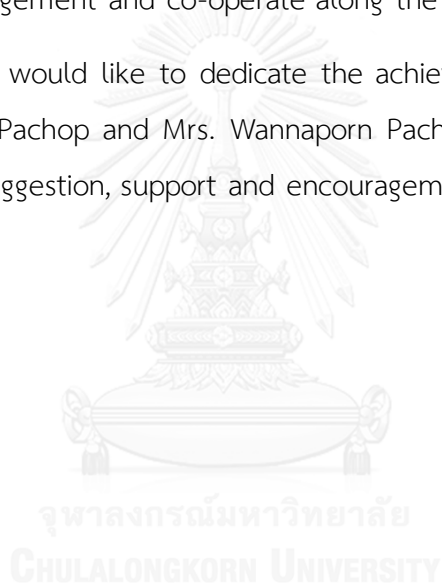 gement and co-operate along the
would like to dedicate the achie
Pachop and Mrs. Wannaporn Pach
ggestion, support and encouragem
จุฬาลงกรณ์มหาวิทยาลัย
CHULALONGKORN UNIVERSITY